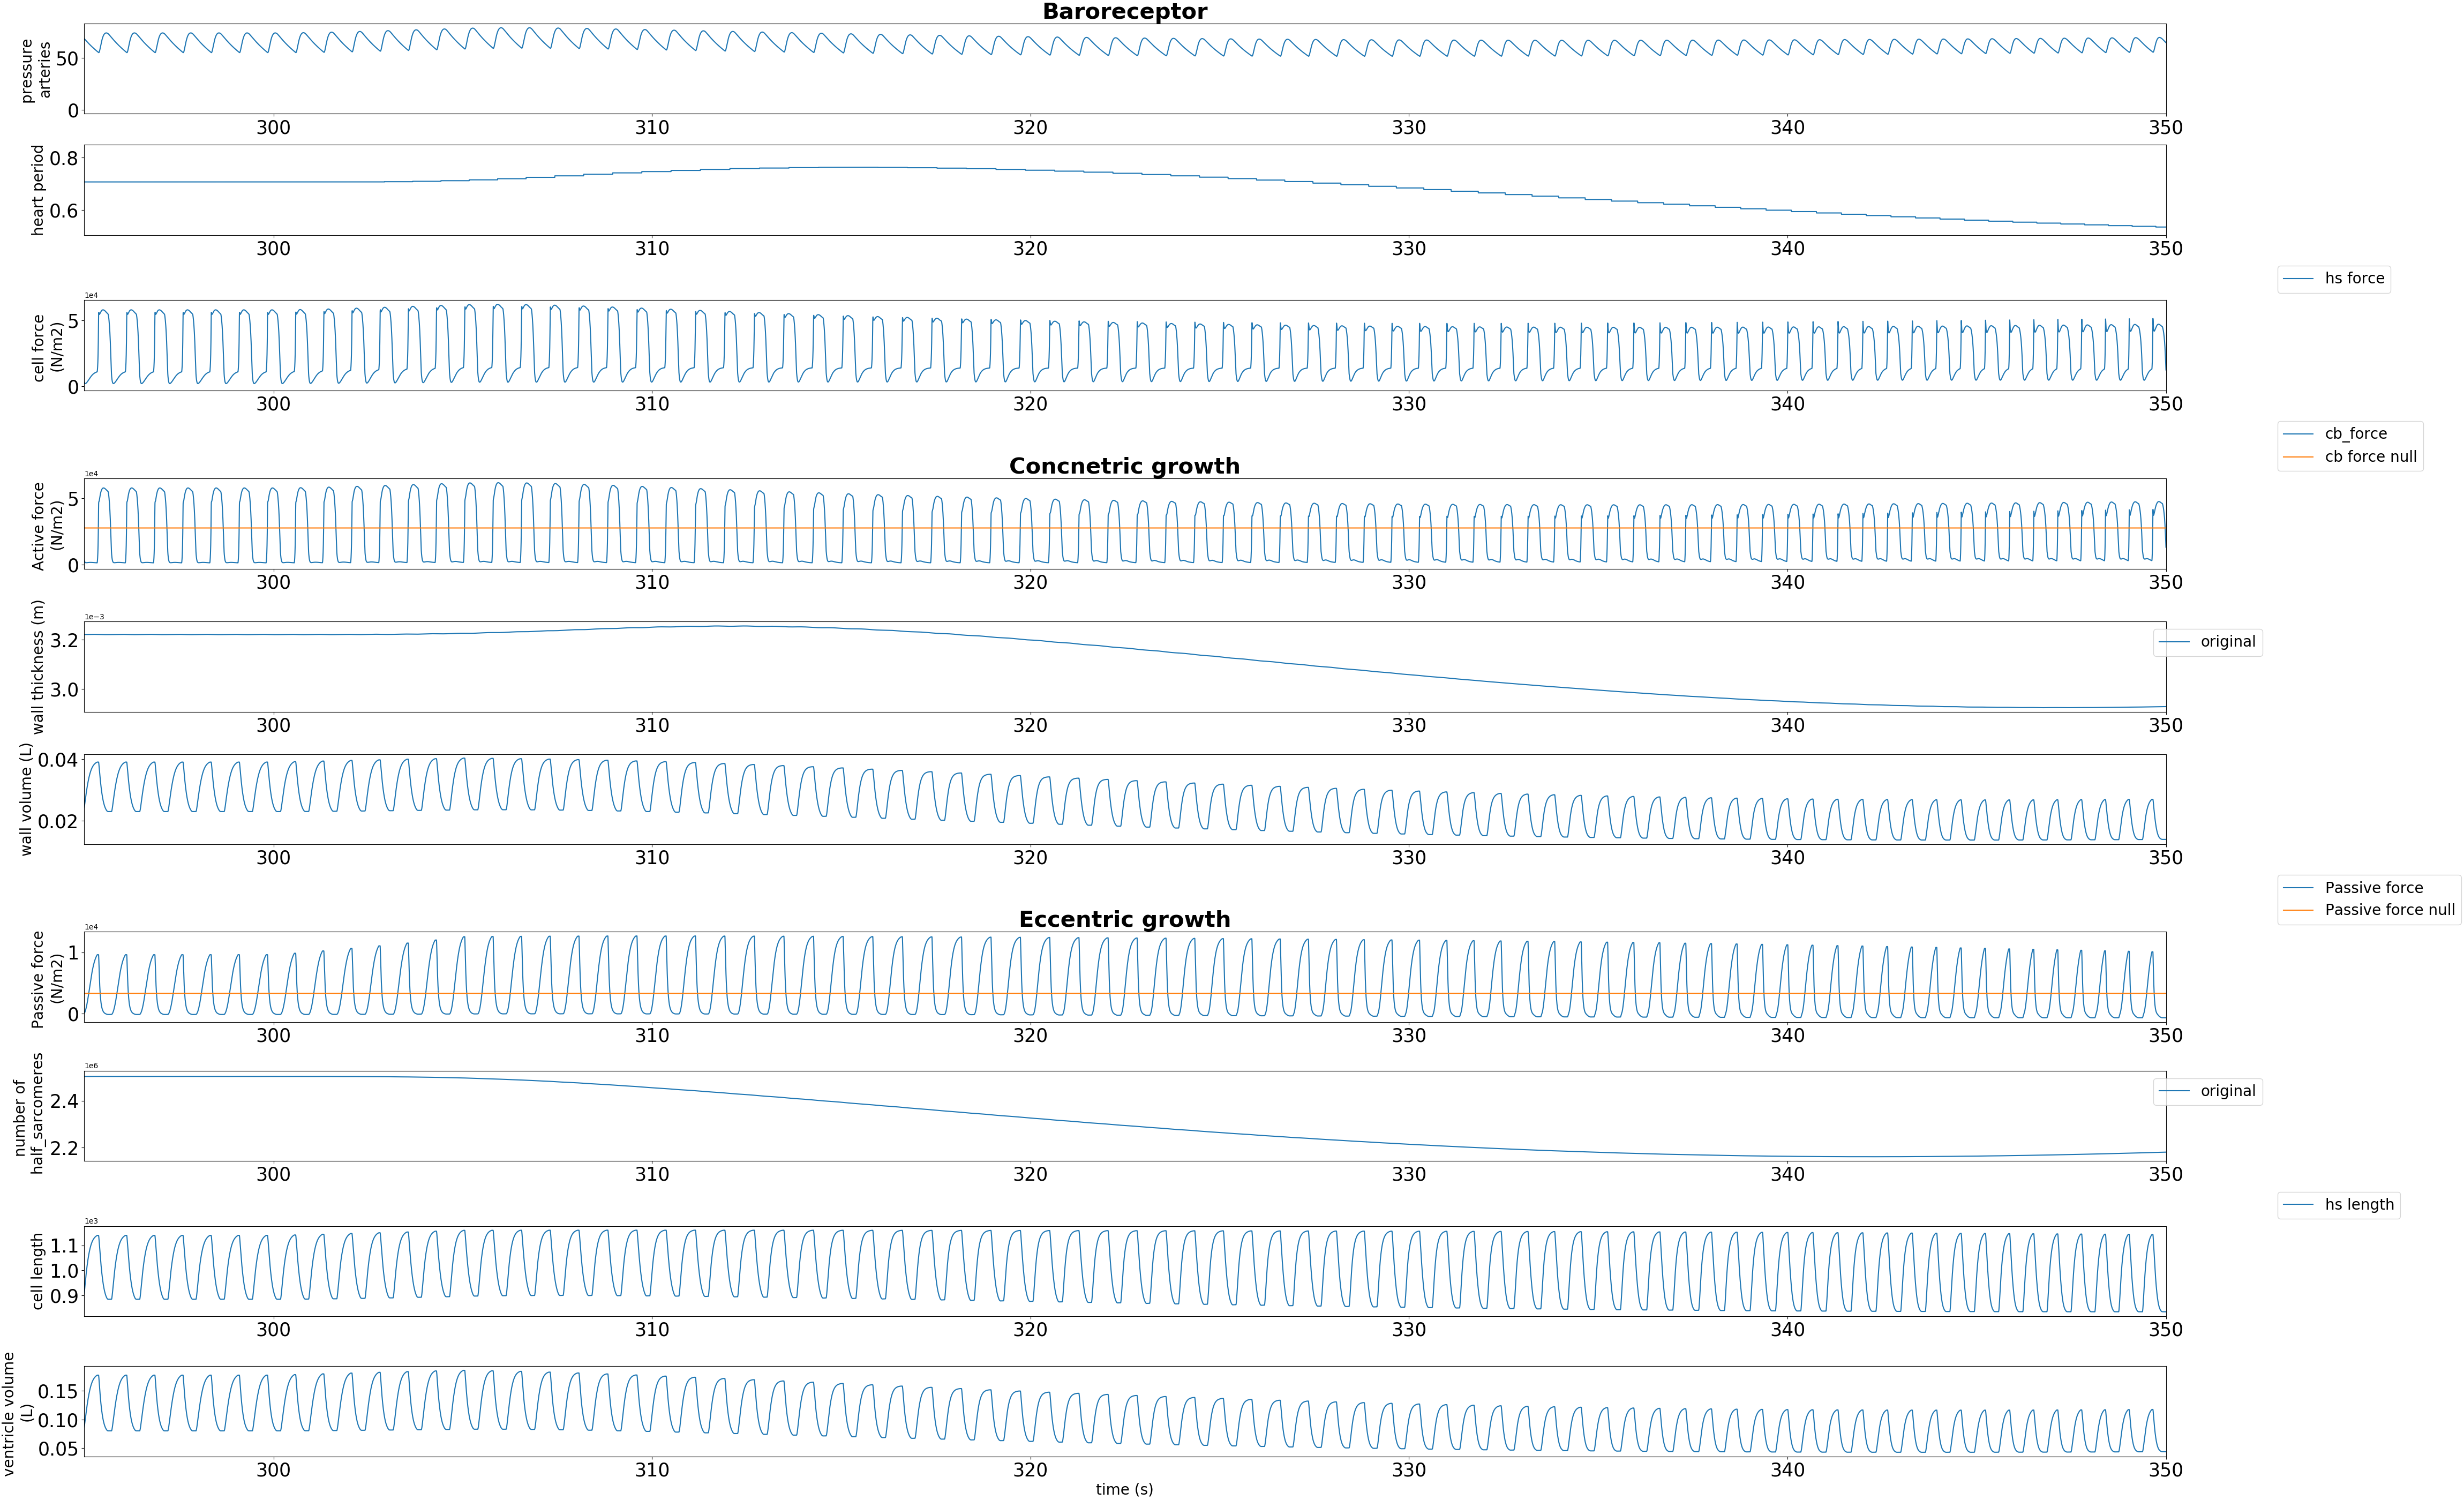 Baroreceptor
pressure
arteries
50
0
300 310 320 330 340 350
heart period
0.8
0.6
300 310 320 330 340 350
hs force
1e4
cell force
(N/m2)
5
0
300 310 320 330 340 350
cb_force
cb force null
Concnetric growth
1e4
Active force
(N/m2)
5
0
300 310 320 330 340 350
1e−3
wall thickness (m)
3.2
3.0
original
300 310 320 330 340 350
wall volume (L)
0.04
0.02
300 310 320 330 340 350
Passive force
Passive force null
Eccentric growth
1e4
Passive force
(N/m2)
1
0
300 310 320 330 340 350
1e6
number of
half_sarcomeres
2.4
2.2
original
300 310 320 330 340 350
hs length
1e3
cell length
1.1
1.0
0.9
300 310 320 330 340 350
ventricle volume
(L)
0.15
0.10
0.05
300 310 320 330 340 350
time (s)